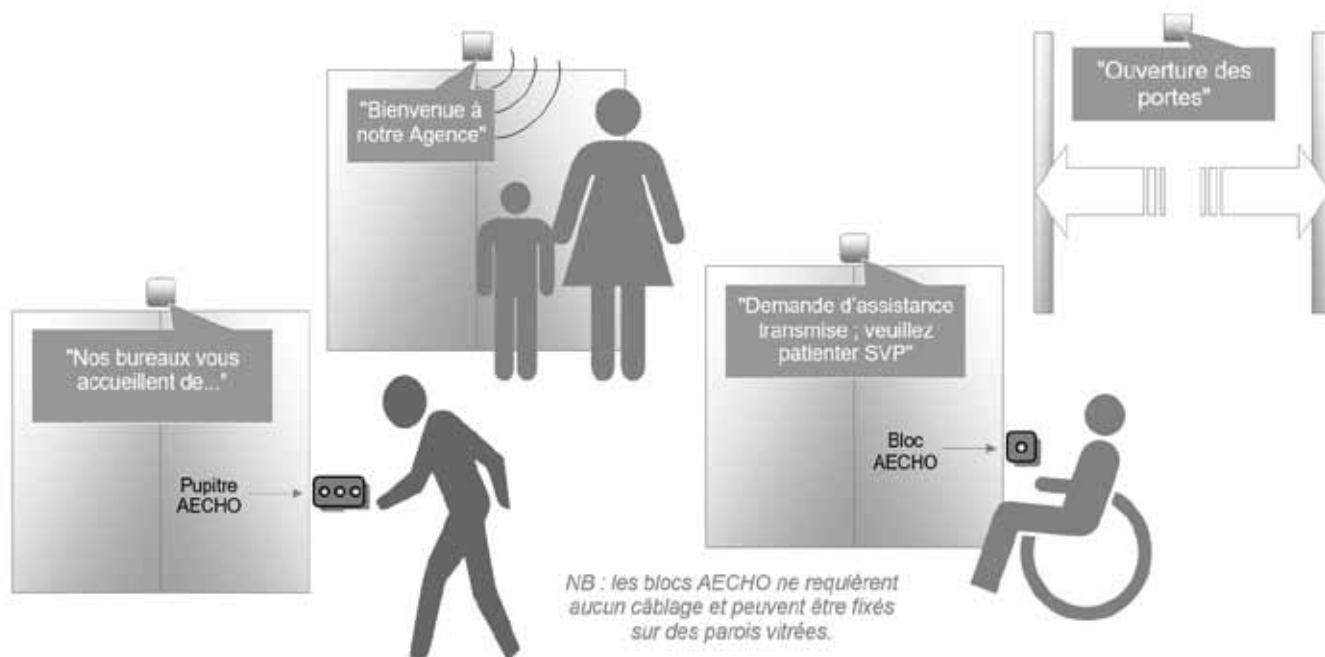 "Bienvenue à
notre Agence"
"Ouverture des
portes"
"Nos bureaux vous
accueillent de..."
Pupitre
AECHO
"Demande d'assistance
transmise ; veuillez
patienter SVP"
Bloc
AECHO
NB : les blocs AECHO ne requièrent
aucun câblage et peuvent être fixés
sur des parois vitrées.